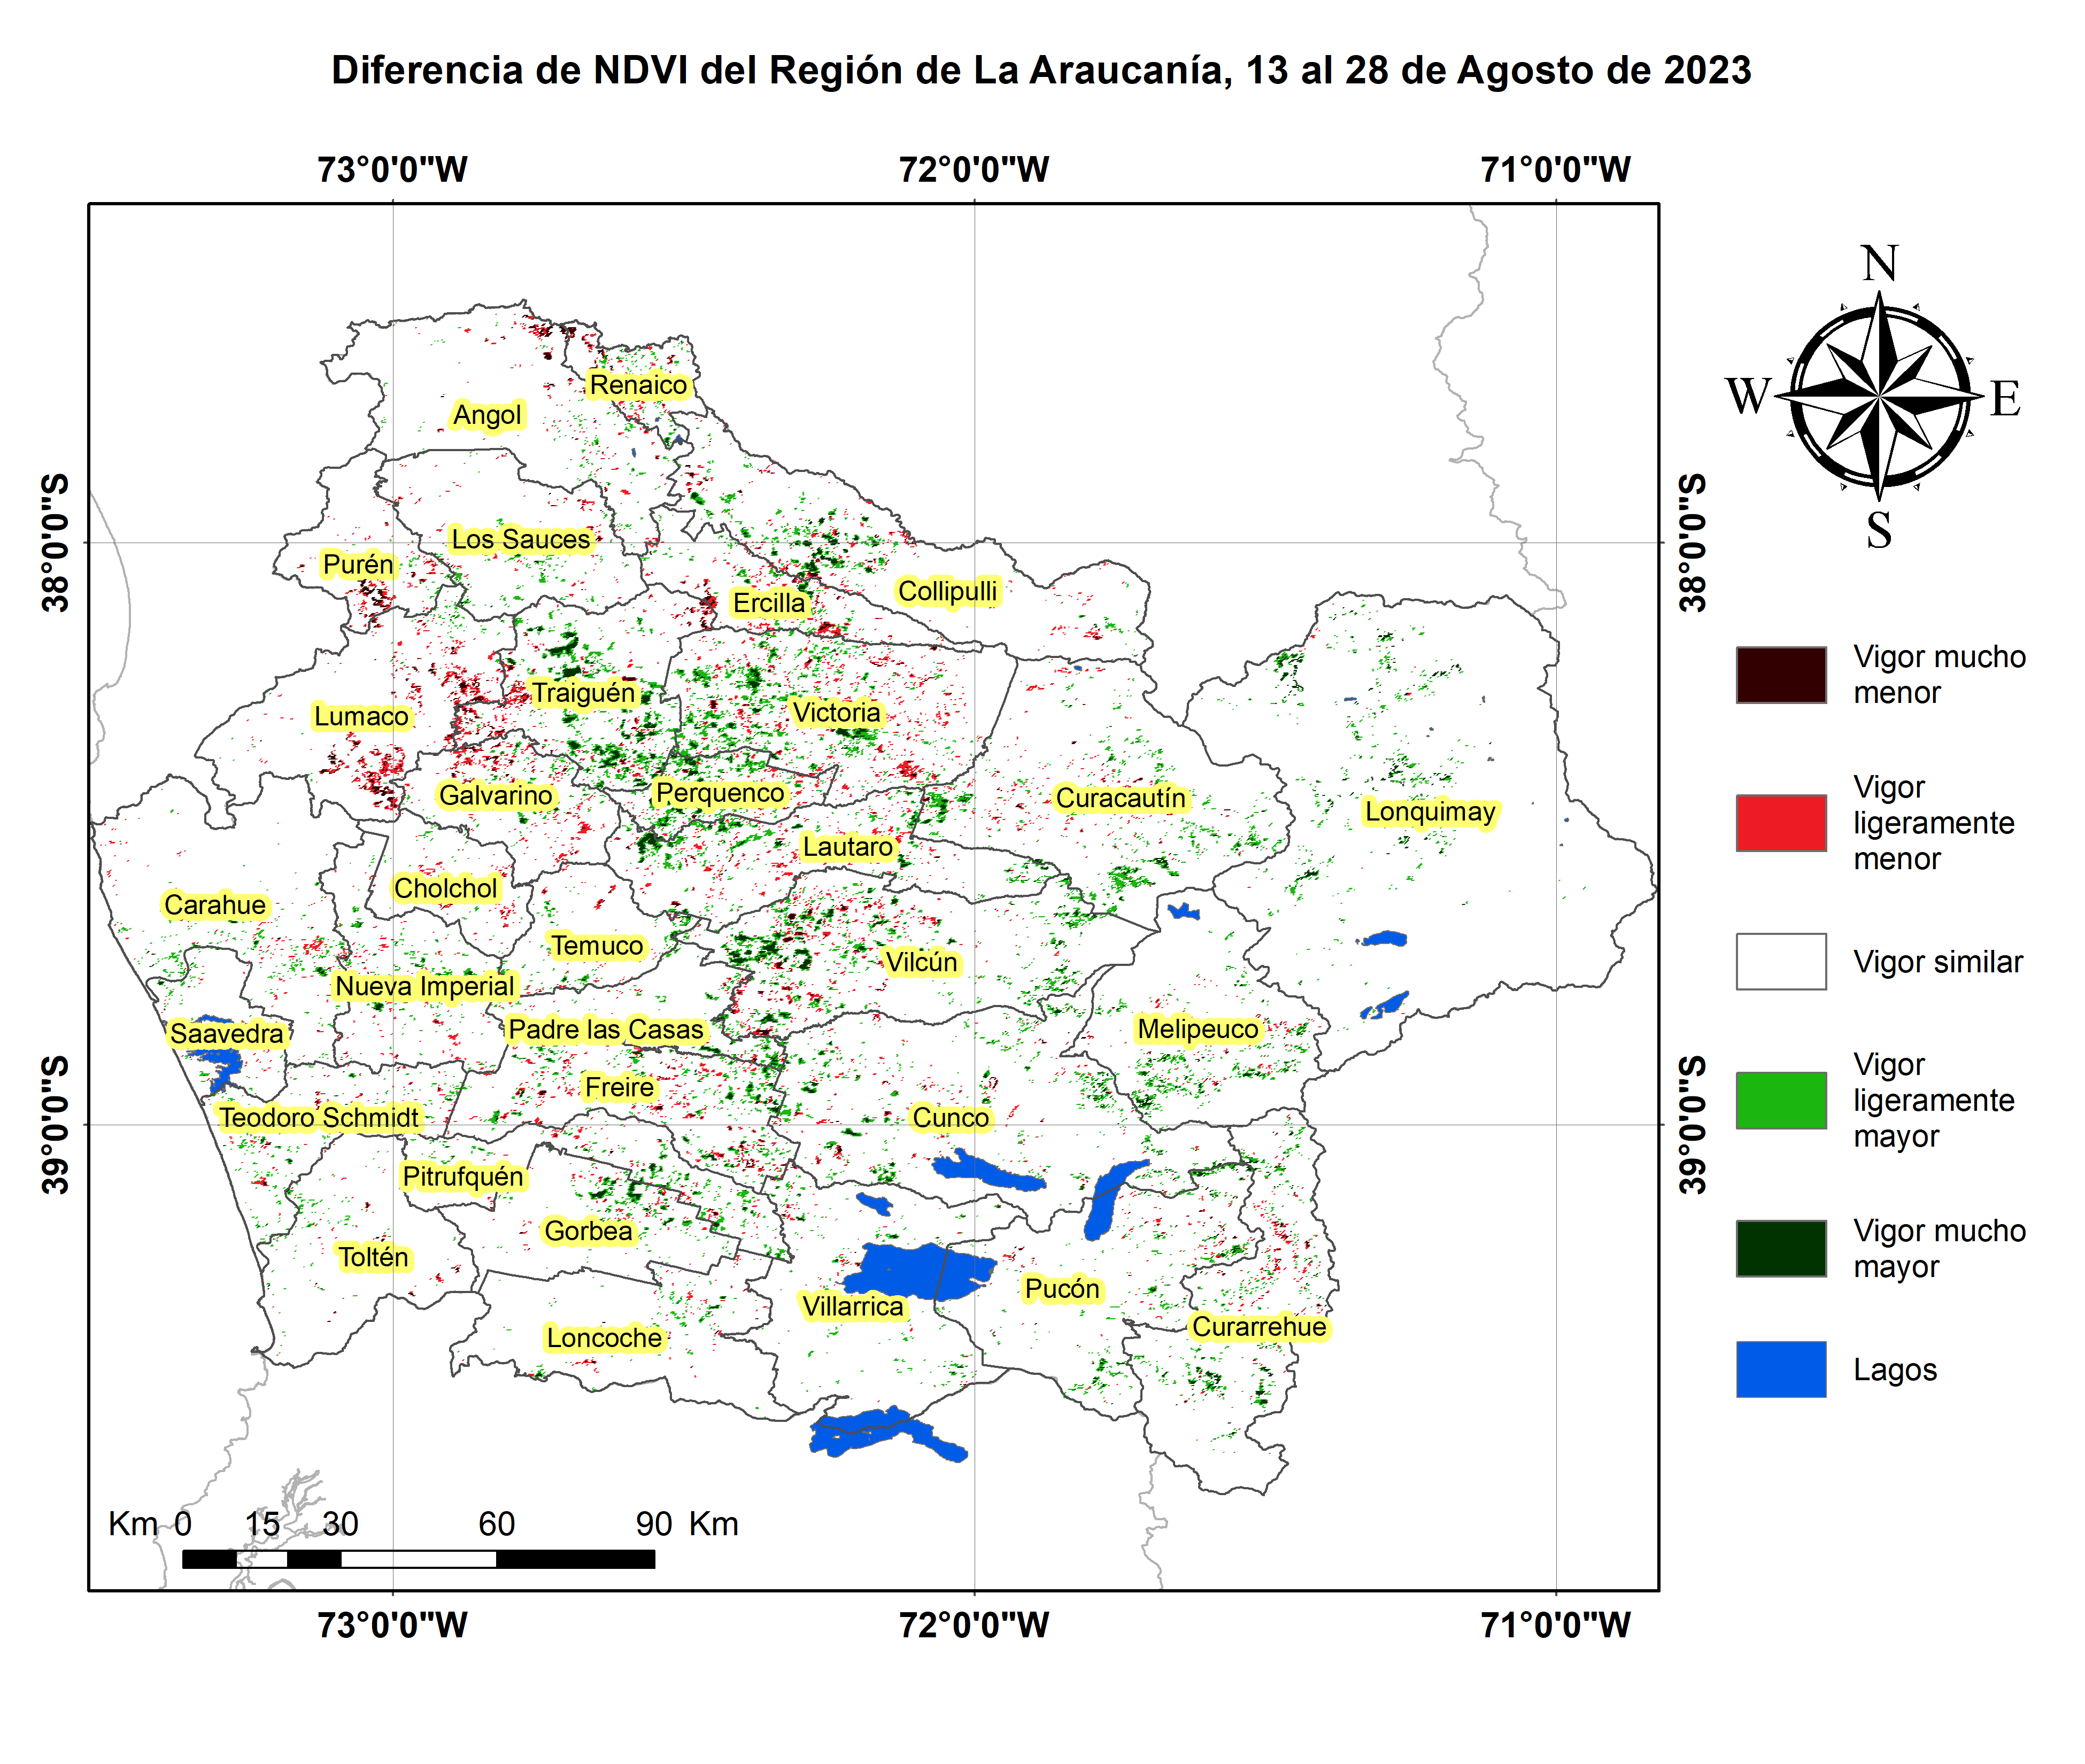 Diferencia de NDVI del Región de La Araucanía, 13 al 28 de Agosto de 2023
73°0'0"W
72°0'0"W
71°0'0"W
N
W
E
S
38°0'0"S
38°0'0"S
39°0'0"S
39°0'0"S
Renaico
Angol
Los Sauces
Purén
Collipulli
Ercilla
Traiguén
Victoria
Lumaco
Perquenco
Galvarino
Curacautín
Lonquimay
Lautaro
Cholchol
Carahue
Temuco
Vilcún
Nueva Imperial
Saavedra
Padre las Casas
Melipeuco
Freire
Teodoro Schmidt
Cunco
Pitrufquén
Gorbea
Toltén
Pucón
Villarrica
Curarrehue
Loncoche
Vigor mucho
menor
Vigor
ligeramente
menor
Vigor similar
Vigor
ligeramente
mayor
Vigor mucho
mayor
Lagos
Km 0 15 30 60 90 Km
73°0'0"W
72°0'0"W
71°0'0"W